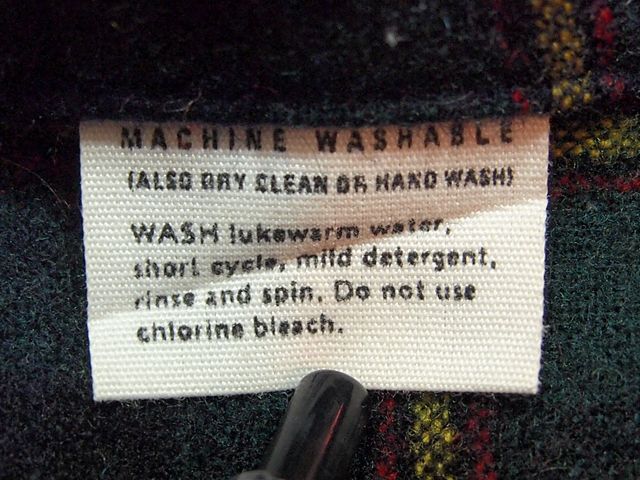 MACHINE WASHABLE
(ALSO DRY CLEAN OR HAND WASH)
WASH lukewarm water,
short cycle, mild detergent,
rinse and spin. Do not use
chlorine bleach.